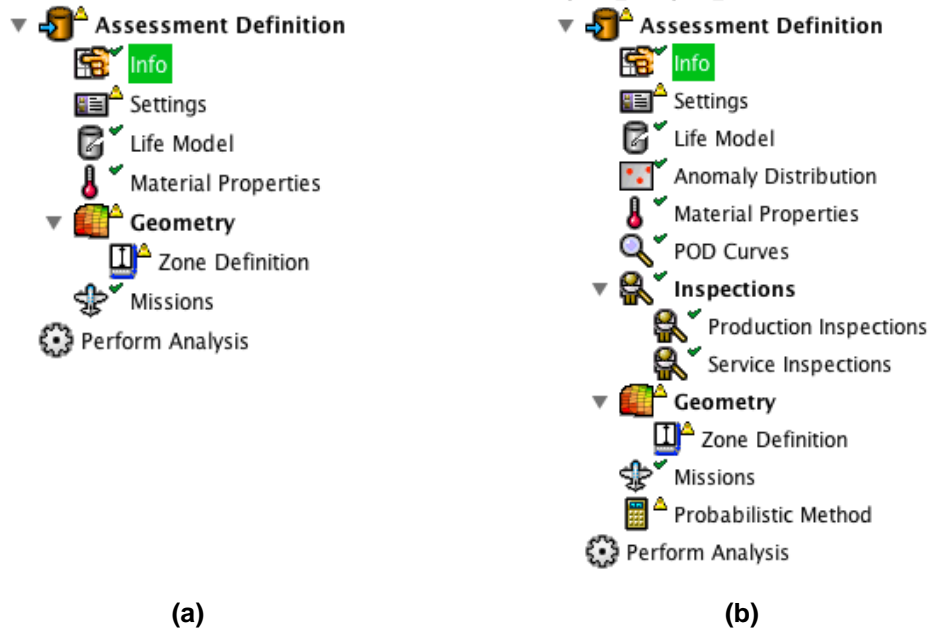 Assessment Definition
Info
Settings
Life Model
Material Properties
Geometry
Zone Definition
Missions
Perform Analysis
(a)
Assessment Definition
Info
Settings
Life Model
Anomaly Distribution
Material Properties
POD Curves
Inspections
Production Inspections
Service Inspections
Geometry
Zone Definition
Missions
Probabilistic Method
Perform Analysis
(b)